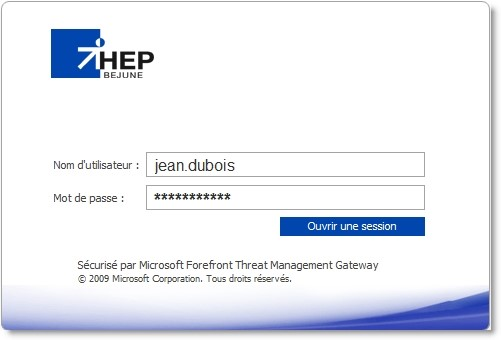 HEP
BEJUNE
Nom d'utilisateur : jean.dubois
Mot de passe : ***********
Ouvrir une session
Sécurisé par Microsoft Forefront Threat Management Gateway
© 2009 Microsoft Corporation. Tous droits réservés.